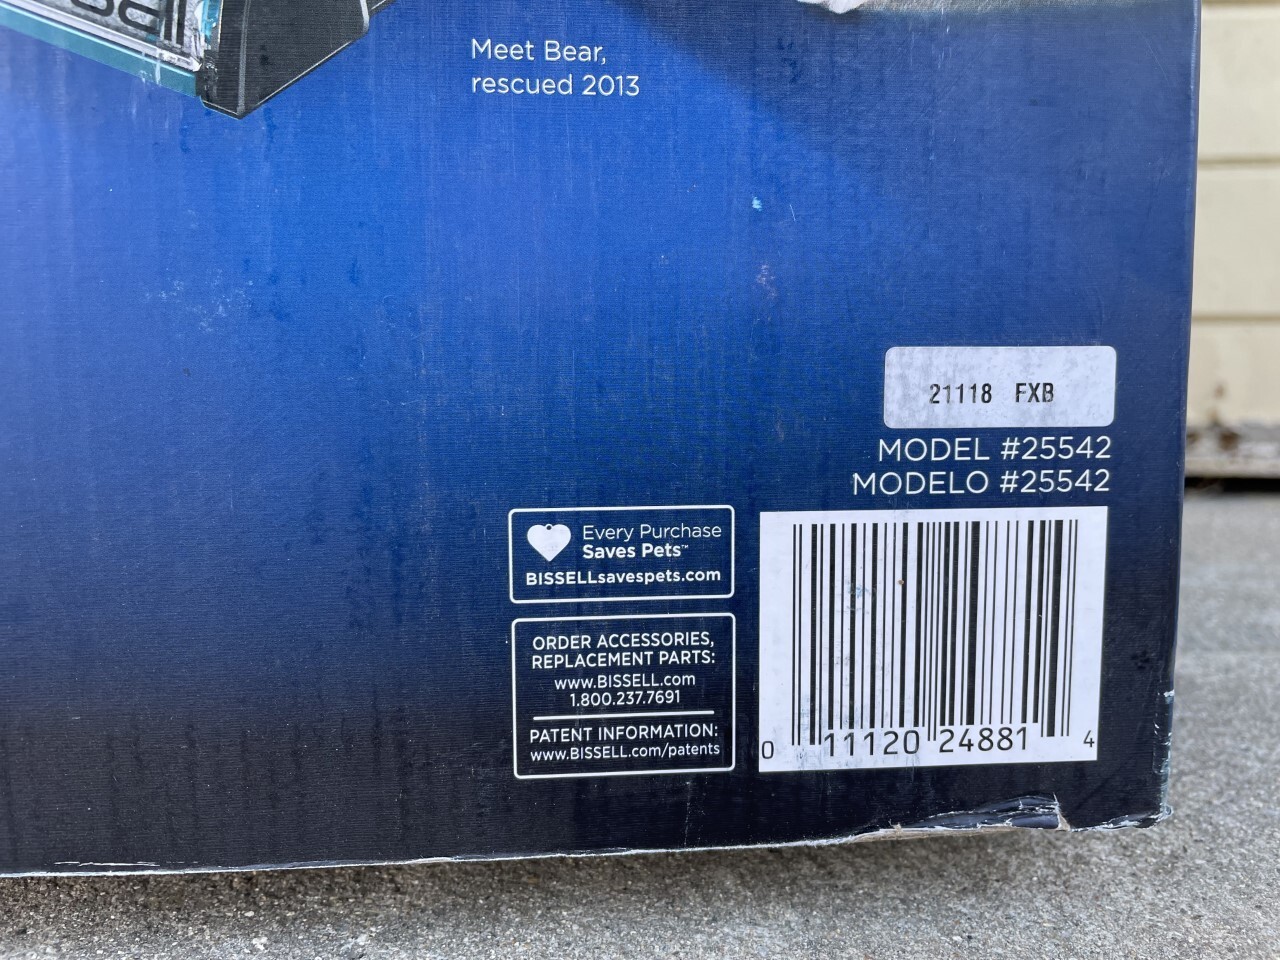 Meet Bear,
rescued 2013
21118 FXB
MODEL #25542
MODELO #25542
Every Purchase
Saves Pets™
BISSELLsavespets.com
ORDER ACCESSORIES,
REPLACEMENT PARTS:
www.BISSELL.com
1.800.237.7691
PATENT INFORMATION:
www.BISSELL.com/patents
0 11120 24881 4